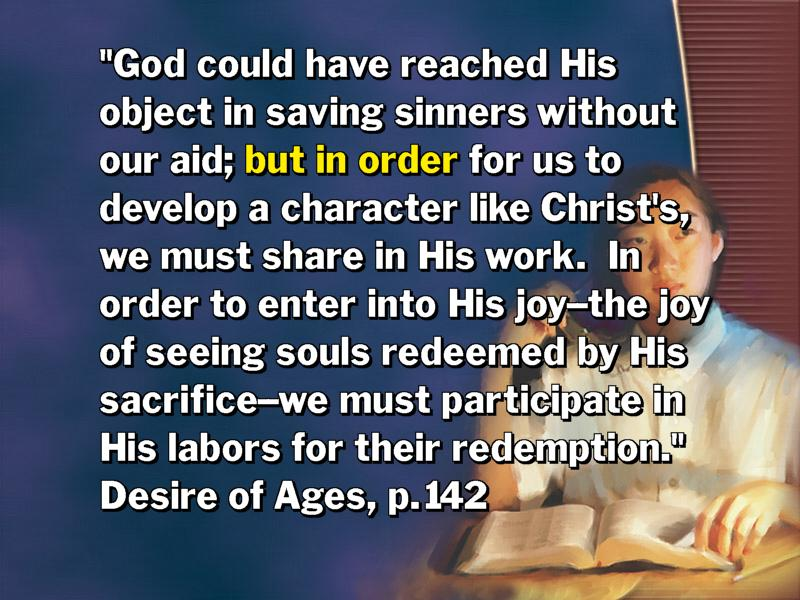 "God could have reached His
object in saving sinners without
our aid; but in order for us to
develop a character like Christ's,
we must share in His work.  In
order to enter into His joy–the joy
of seeing souls redeemed by His
sacrifice–we must participate in
His labors for their redemption."
Desire of Ages, p.142